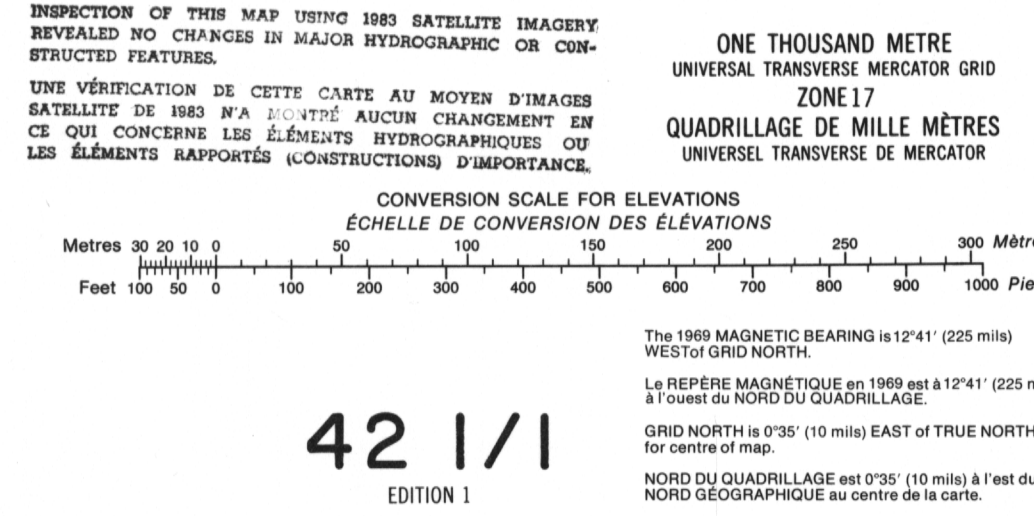 INSPECTION OF THIS MAP USING 1983 SATELLITE IMAGERY
REVEALED NO CHANGES IN MAJOR HYDROGRAPHIC OR CON-
STRUCTED FEATURES.
UNE VÉRIFICATION DE CETTE CARTE AU MOYEN D'IMAGES
SATELLITE DE 1983 N'A MONTRÉ AUCUN CHANGEMENT EN
CE QUI CONCERNE LES ÉLÉMENTS HYDROGRAPHIQUES OU
LES ÉLÉMENTS RAPPORTÉS (CONSTRUCTIONS) D'IMPORTANCE.
ONE THOUSAND METRE
UNIVERSAL TRANSVERSE MERCATOR GRID
ZONE 17
QUADRILLAGE DE MILLE MÈTRES
UNIVERSEL TRANSVERSE DE MERCATOR
CONVERSION SCALE FOR ELEVATIONS
ÉCHELLE DE CONVERSION DES ÉLÉVATIONS
Metres 30 20 10 0 50 100 150 200 250 300 Mètr
Feet 100 50 0 100 200 300 400 500 600 700 800 900 1000 Pie
The 1969 MAGNETIC BEARING is 12°41′ (225 mils)
WEST of GRID NORTH.
Le REPÈRE MAGNÉTIQUE en 1969 est à 12°41′ (225 m
à l'ouest du NORD DU QUADRILLAGE.
GRID NORTH is 0°35′ (10 mils) EAST of TRUE NORTH
for centre of map.
NORD DU QUADRILLAGE est 0°35′ (10 mils) à l'est du
NORD GÉOGRAPHIQUE au centre de la carte.
42 I/1
EDITION 1